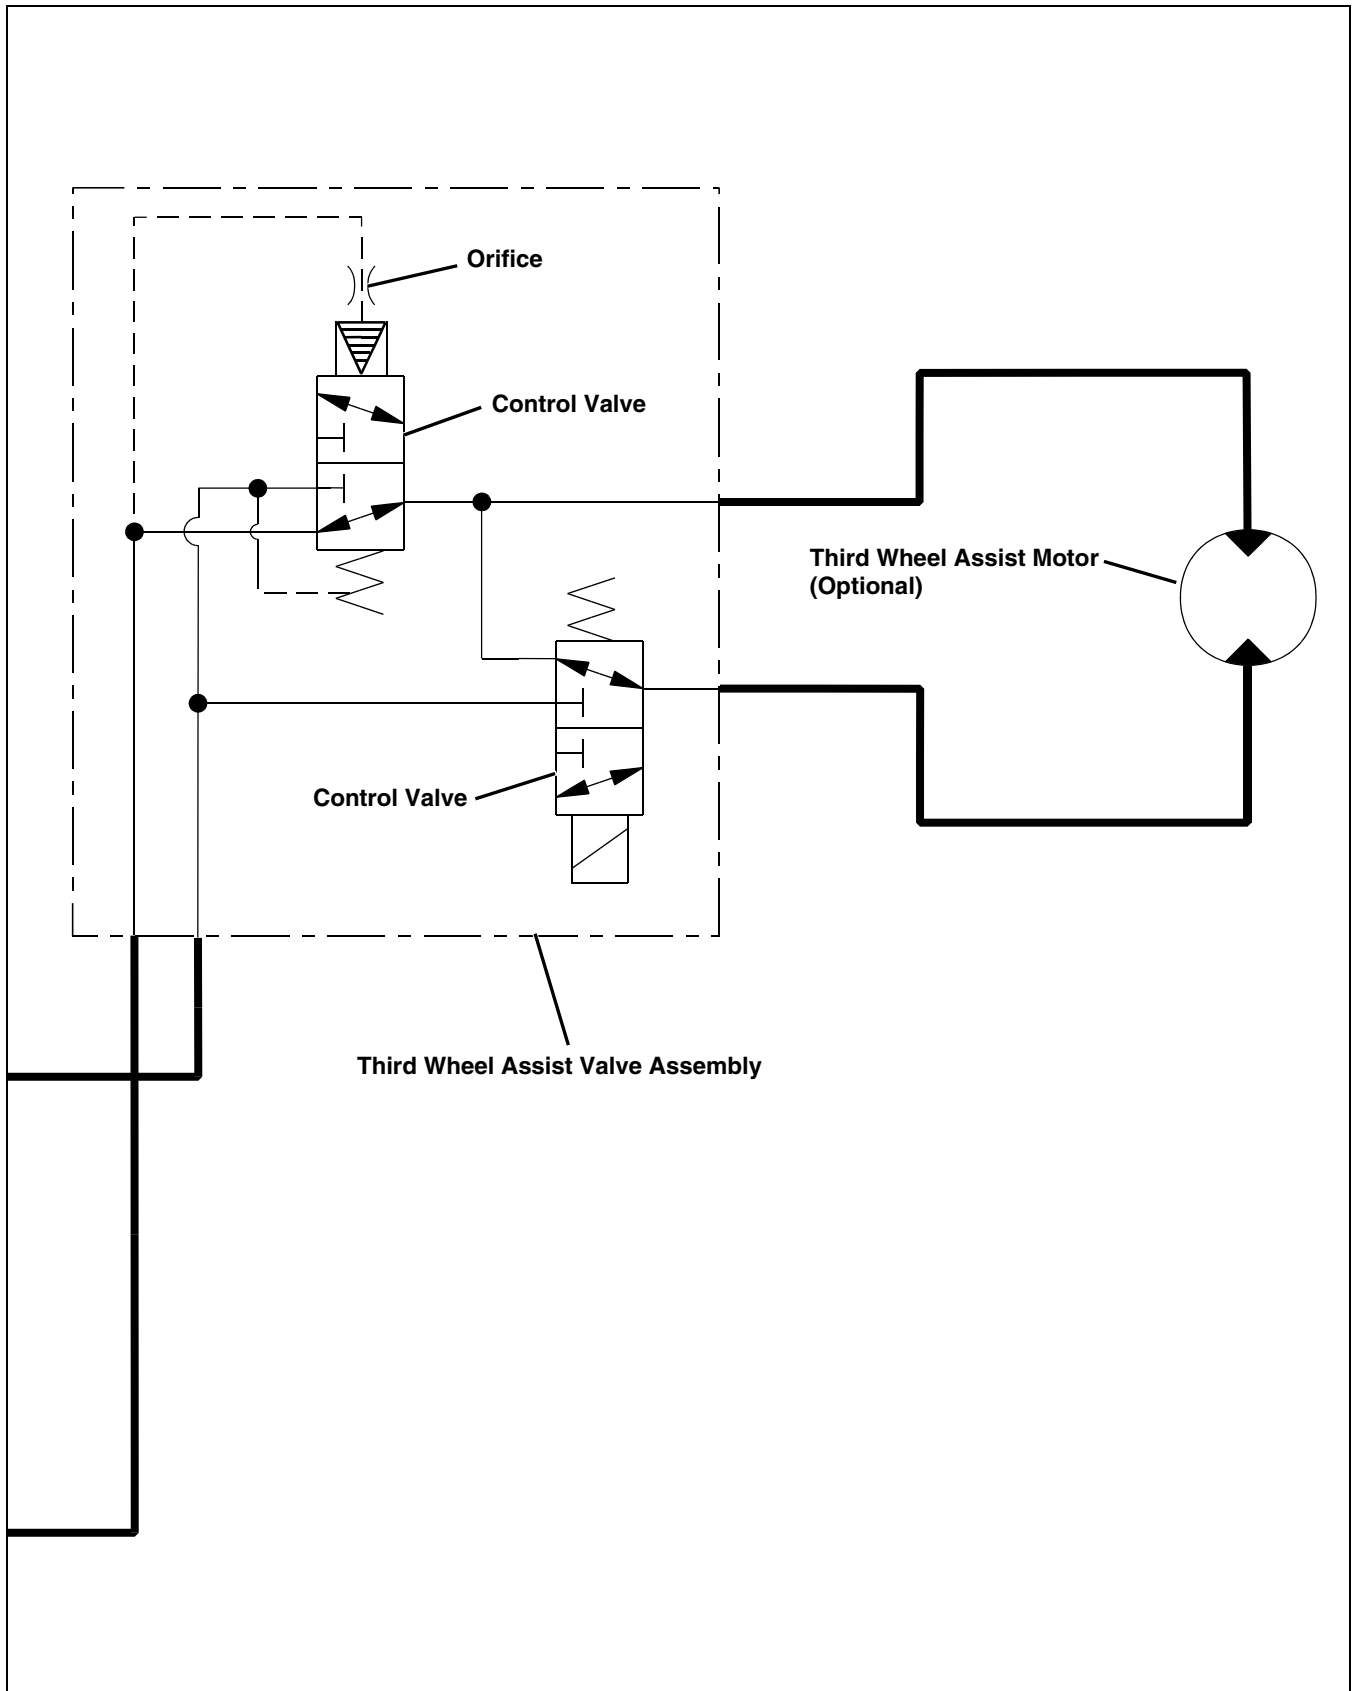 Orifice
Control Valve
Third Wheel Assist Motor
(Optional)
Control Valve
Third Wheel Assist Valve Assembly